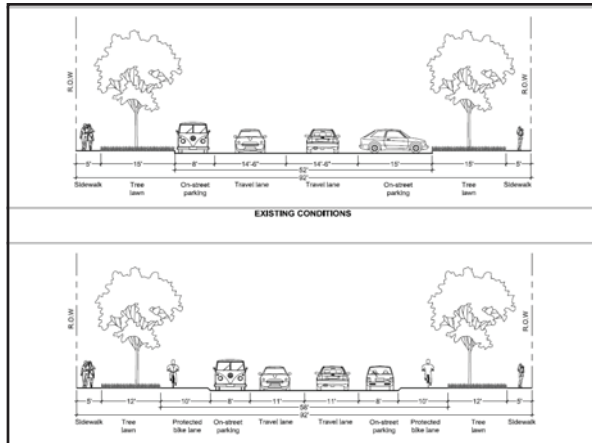 R.O.W
R.O.W
5' 15' 8' 14'-6" 14'-6" 15' 15' 5'
52'
92'
Sidewalk Tree lawn On-street parking Travel lane Travel lane On-street parking Tree lawn Sidewalk
EXISTING CONDITIONS
R.O.W
R.O.W
5' 12' 10' 8' 11' 11' 8' 10' 12' 5'
58'
92'
Sidewalk Tree lawn Protected bike lane On-street parking Travel lane Travel lane On-street parking Protected bike lane Tree lawn Sidewalk